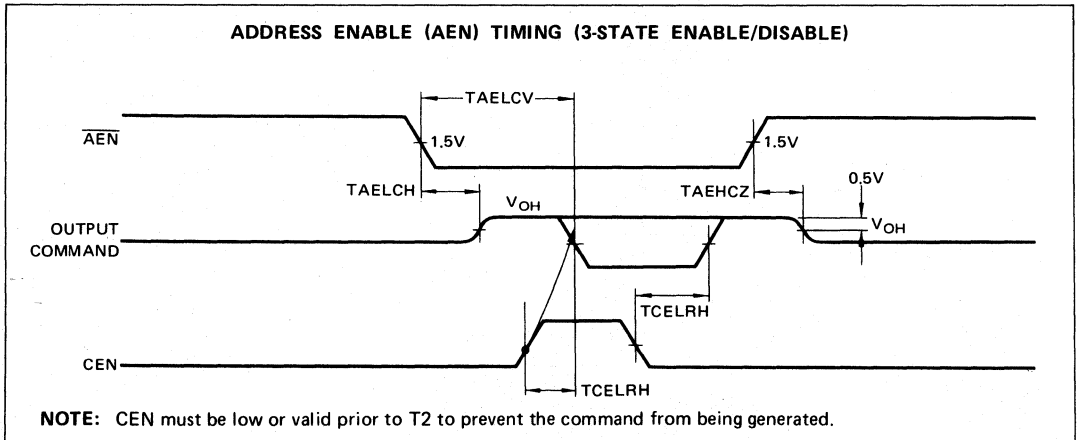 ADDRESS ENABLE (AEN) TIMING (3-STATE ENABLE/DISABLE)
TAELCV
AEN
1.5V
1.5V
TAELCH
TAEHCZ
0.5V
VOH
VOH
OUTPUT
COMMAND
TCELRH
CEN
TCELRH
NOTE: CEN must be low or valid prior to T2 to prevent the command from being generated.